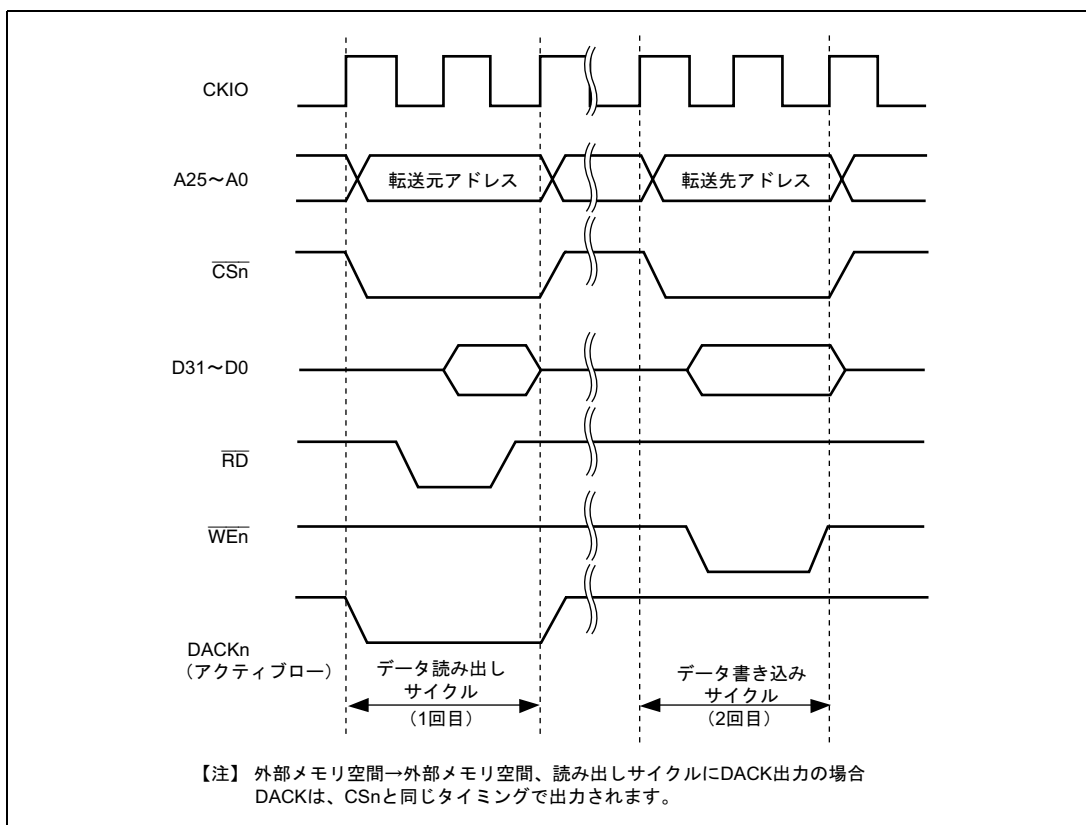 CKIO
A25～A0
転送元アドレス
転送先アドレス
CSn
D31～D0
RD
WEn
DACKn
（アクティブロー）
データ読み出し
サイクル
（1回目）
データ書き込み
サイクル
（2回目）
【注】 外部メモリ空間→外部メモリ空間、読み出しサイクルにDACK出力の場合
DACKは、CSnと同じタイミングで出力されます。